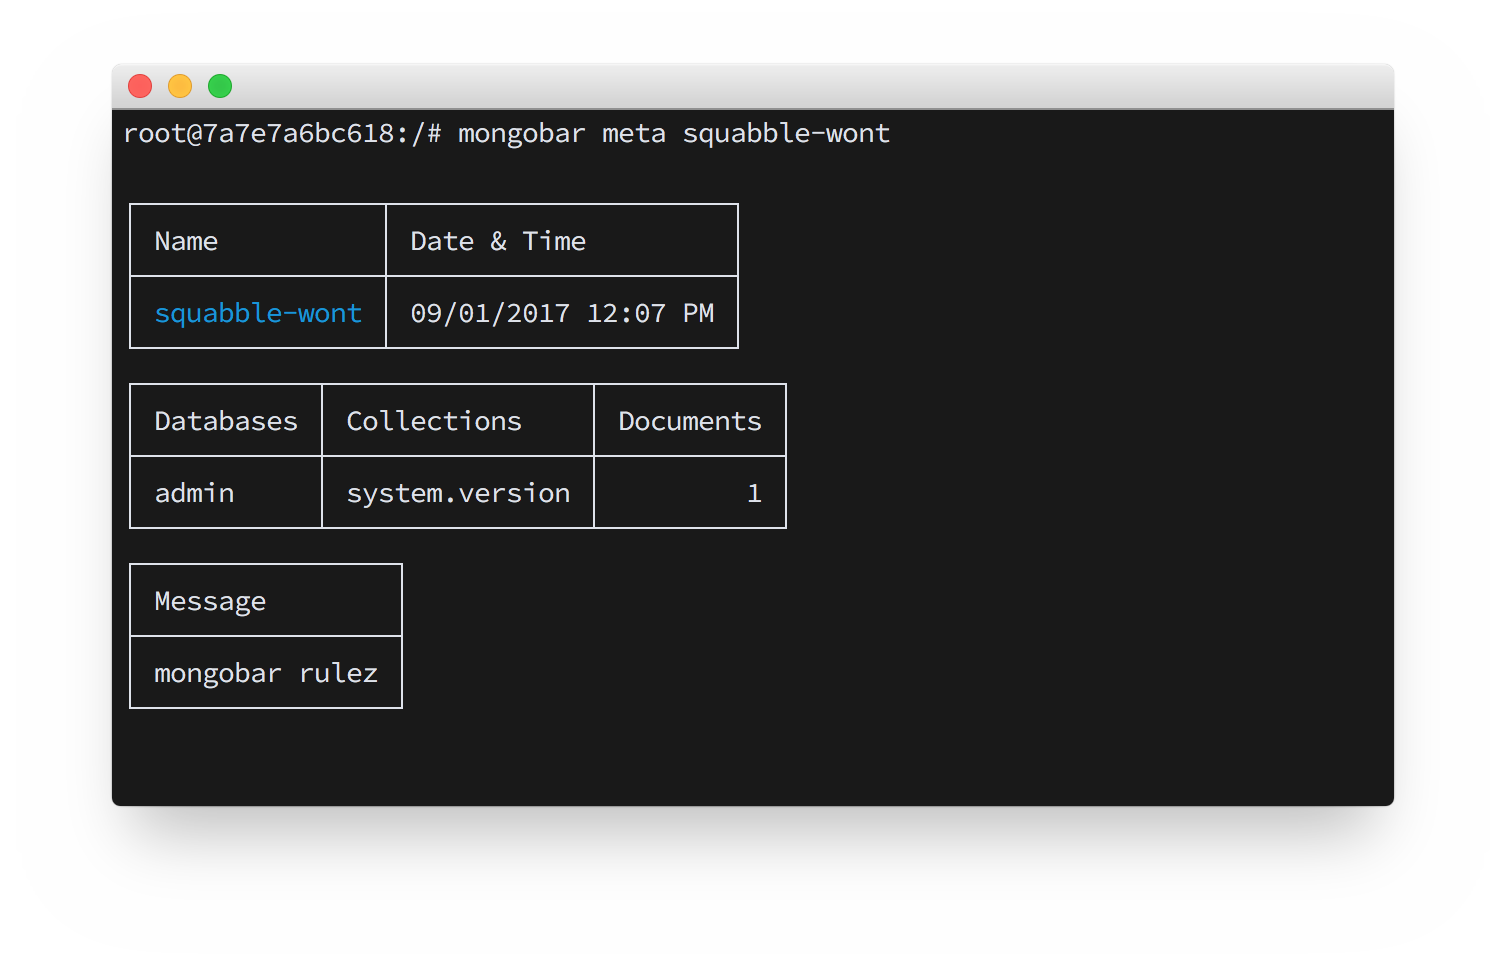 root@7a7e7a6bc618:/# mongobar meta squabble-wont
Name Date & Time
squabble-wont 09/01/2017 12:07 PM
Databases Collections Documents
admin system.version 1
Message
mongobar rulez